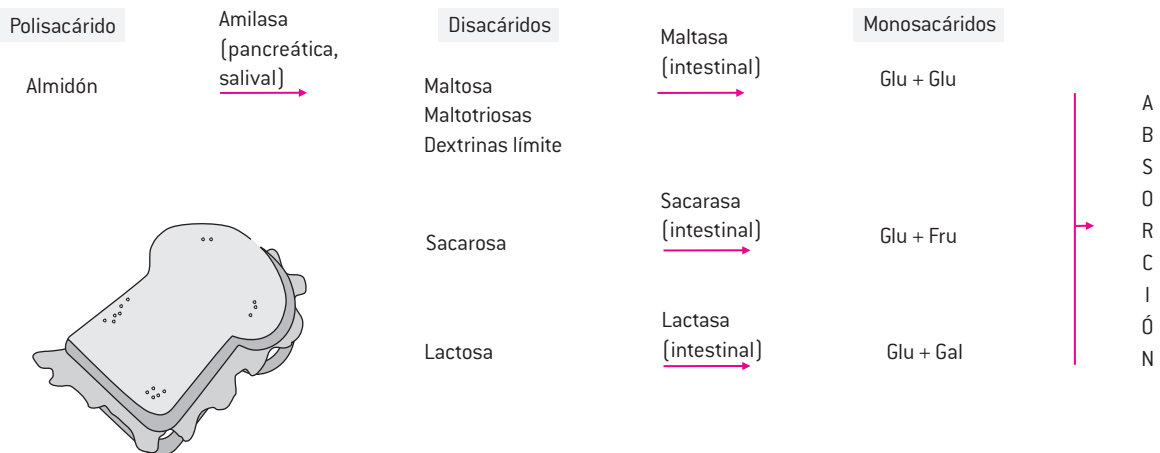 Polisacárido
Amilasa
(pancreática,
salival)
Disacáridos
Maltasa
(intestinal)
Monosacáridos
Almidón
Maltosa
Maltotriosas
Dextrinas límite
Glu + Glu
Sacarosa
Sacarasa
(intestinal)
Glu + Fru
Lactosa
Lactasa
(intestinal)
Glu + Gal
A
B
S
O
R
C
I
Ó
N